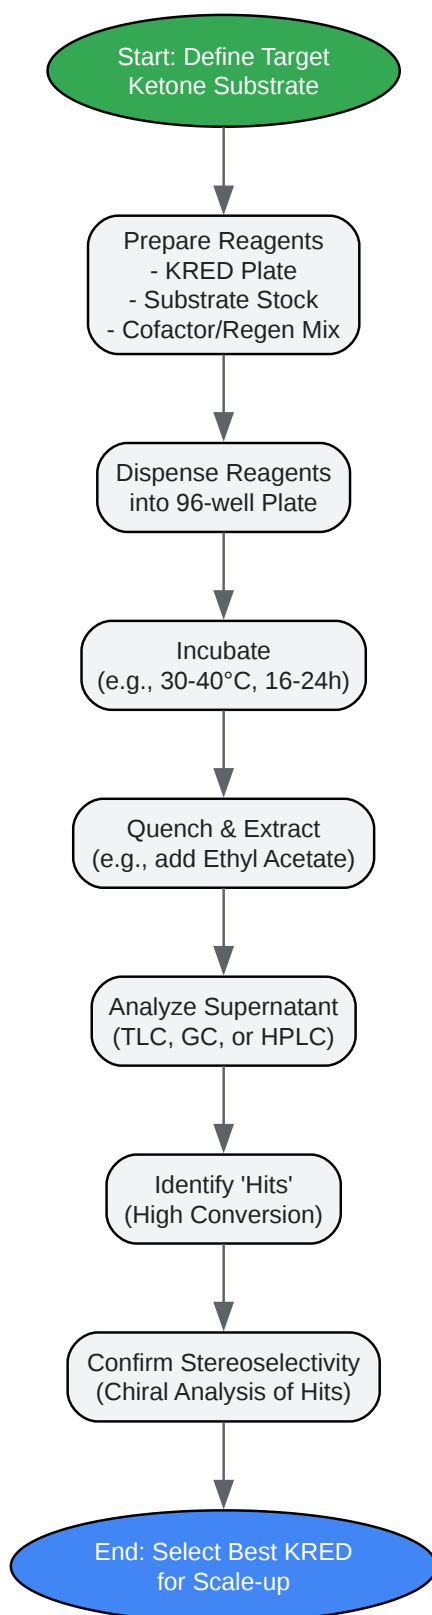 Start: Define Target
Ketone Substrate
Prepare Reagents
- KRED Plate
- Substrate Stock
- Cofactor/Regen Mix
Dispense Reagents
into 96-well Plate
Incubate
(e.g., 30-40°C, 16-24h)
Quench & Extract
(e.g., add Ethyl Acetate)
Analyze Supernatant
(TLC, GC, or HPLC)
Identify 'Hits'
(High Conversion)
Confirm Stereoselectivity
(Chiral Analysis of Hits)
End: Select Best KRED
for Scale-up